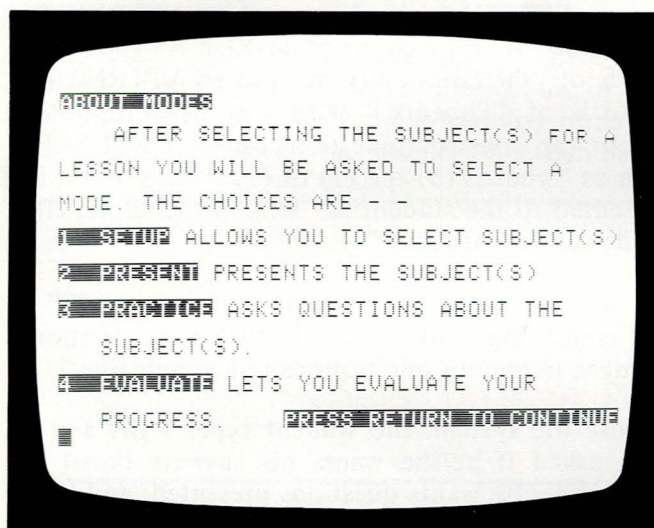 ABOUT MODES
AFTER SELECTING THE SUBJECT(S) FOR A
LESSON YOU WILL BE ASKED TO SELECT A
MODE. THE CHOICES ARE - -
1 SETUP ALLOWS YOU TO SELECT SUBJECT(S)
2 PRESENT PRESENTS THE SUBJECT(S)
3 PRACTICE ASKS QUESTIONS ABOUT THE
SUBJECT(S).
4 EVALUATE LETS YOU EVALUATE YOUR
PROGRESS. PRESS RETURN TO CONTINUE